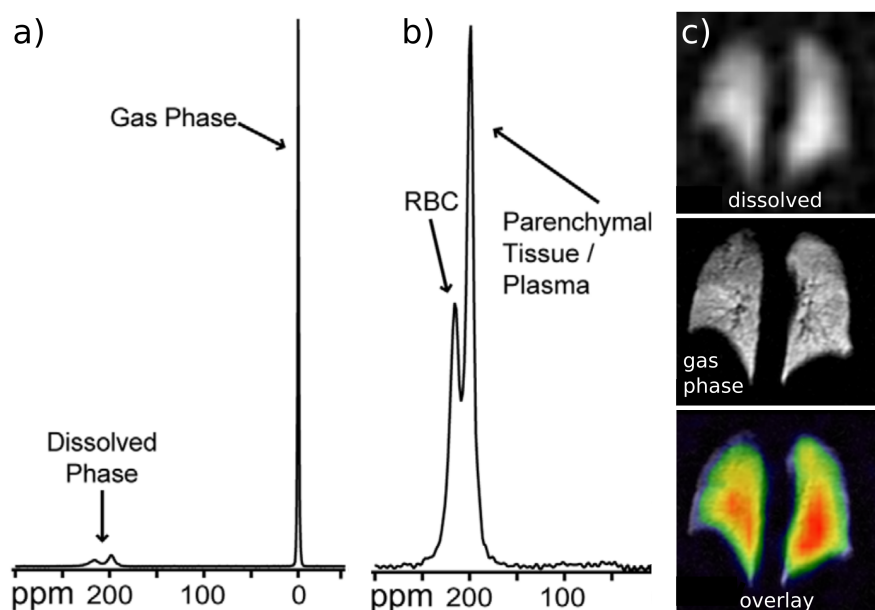 a)
Gas Phase
Dissolved
Phase
ppm 200 100 0
b)
RBC
Parenchymal
Tissue /
Plasma
ppm 200 100
c)
dissolved
gas
phase
overlay